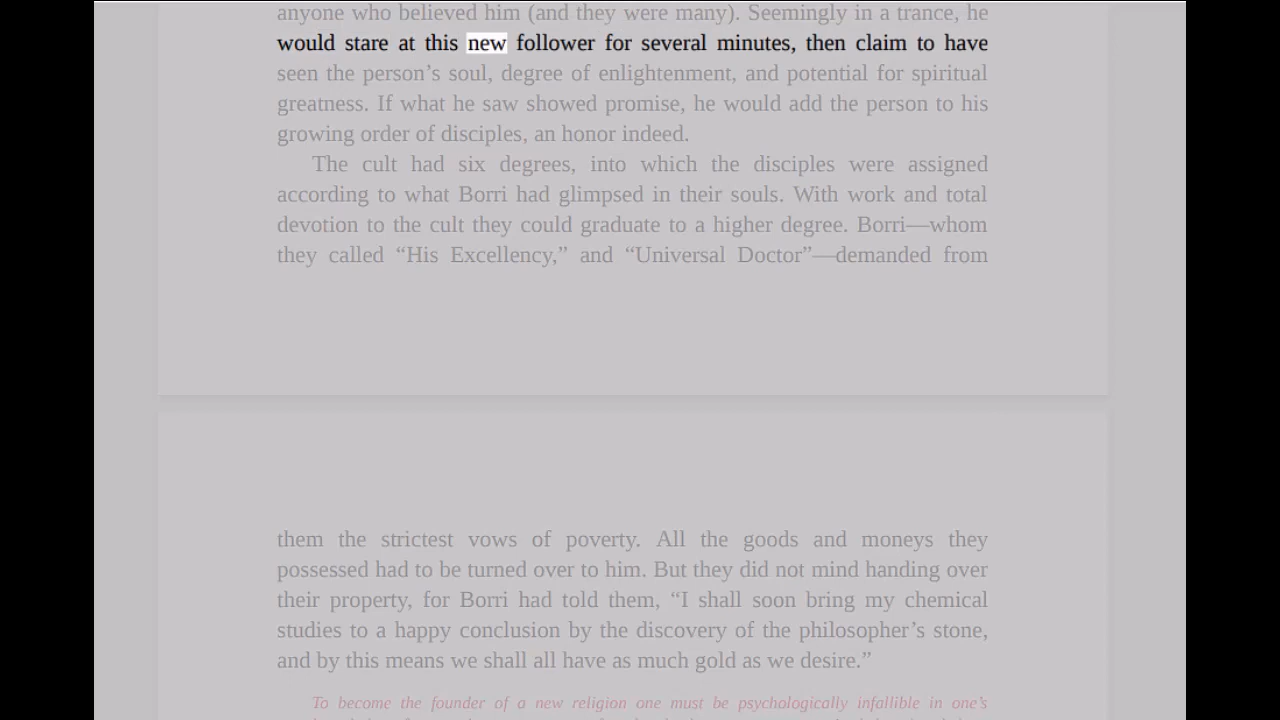 anyone who believed him (and they were many). Seemingly in a trance, he
would stare at this new follower for several minutes, then claim to have
seen the person’s soul, degree of enlightenment, and potential for spiritual
greatness. If what he saw showed promise, he would add the person to his
growing order of disciples, an honor indeed.
The cult had six degrees, into which the disciples were assigned
according to what Borri had glimpsed in their souls. With work and total
devotion to the cult they could graduate to a higher degree. Borri—whom
they called “His Excellency,” and “Universal Doctor”—demanded from
them the strictest vows of poverty. All the goods and moneys they
possessed had to be turned over to him. But they did not mind handing over
their property, for Borri had told them, “I shall soon bring my chemical
studies to a happy conclusion by the discovery of the philosopher’s stone,
and by this means we shall all have as much gold as we desire.”
To become the founder of a new religion one must be psychologically infallible in one’s